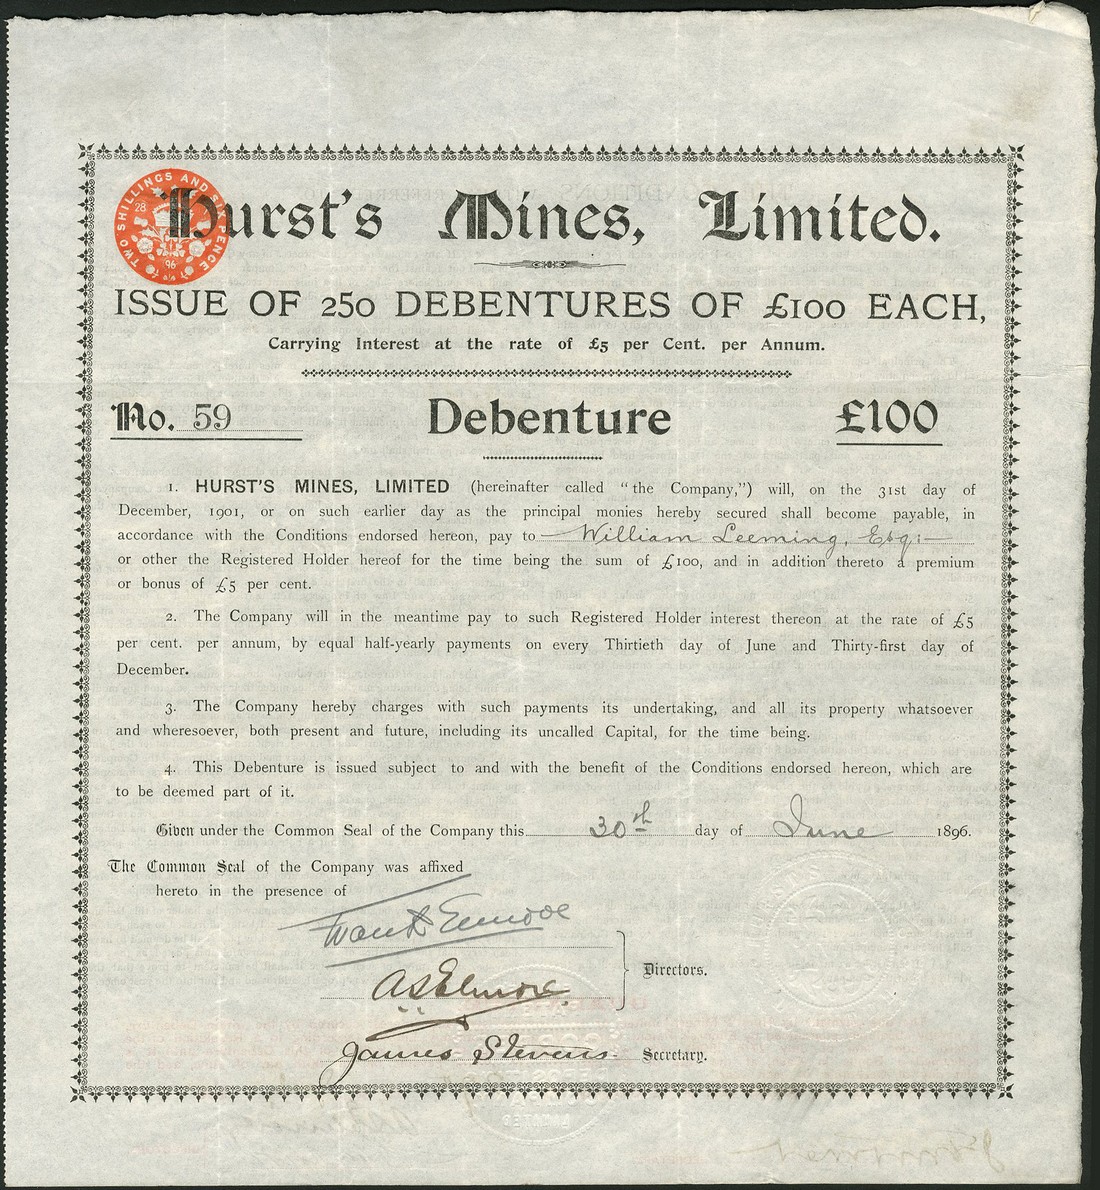 Hurst's Mines, Limited.
TWO SHILLINGS AND SIXPENCE
28
96
ISSUE OF 250 DEBENTURES OF £100 EACH,
Carrying Interest at the rate of £5 per Cent. per Annum.
No. 59 Debenture £100
1. HURST'S MINES, LIMITED (hereinafter called "the Company,") will, on the 31st day of
December, 1901, or on such earlier day as the principal monies hereby secured shall become payable, in
accordance with the Conditions endorsed hereon, pay to William Leeming, Esq:
or other the Registered Holder hereof for the time being the sum of £100, and in addition thereto a premium
or bonus of £5 per cent.
2. The Company will in the meantime pay to such Registered Holder interest thereon at the rate of £5
per cent. per annum, by equal half-yearly payments on every Thirtieth day of June and Thirty-first day of
December.
3. The Company hereby charges with such payments its undertaking, and all its property whatsoever
and wheresoever, both present and future, including its uncalled Capital, for the time being.
4. This Debenture is issued subject to and with the benefit of the Conditions endorsed hereon, which are
to be deemed part of it.
Given under the Common Seal of the Company this 30th day of June 1896.
The Common Seal of the Company was affixed
hereto in the presence of
Frank Elmore
A S Elmore
Directors.
James Stevens Secretary.